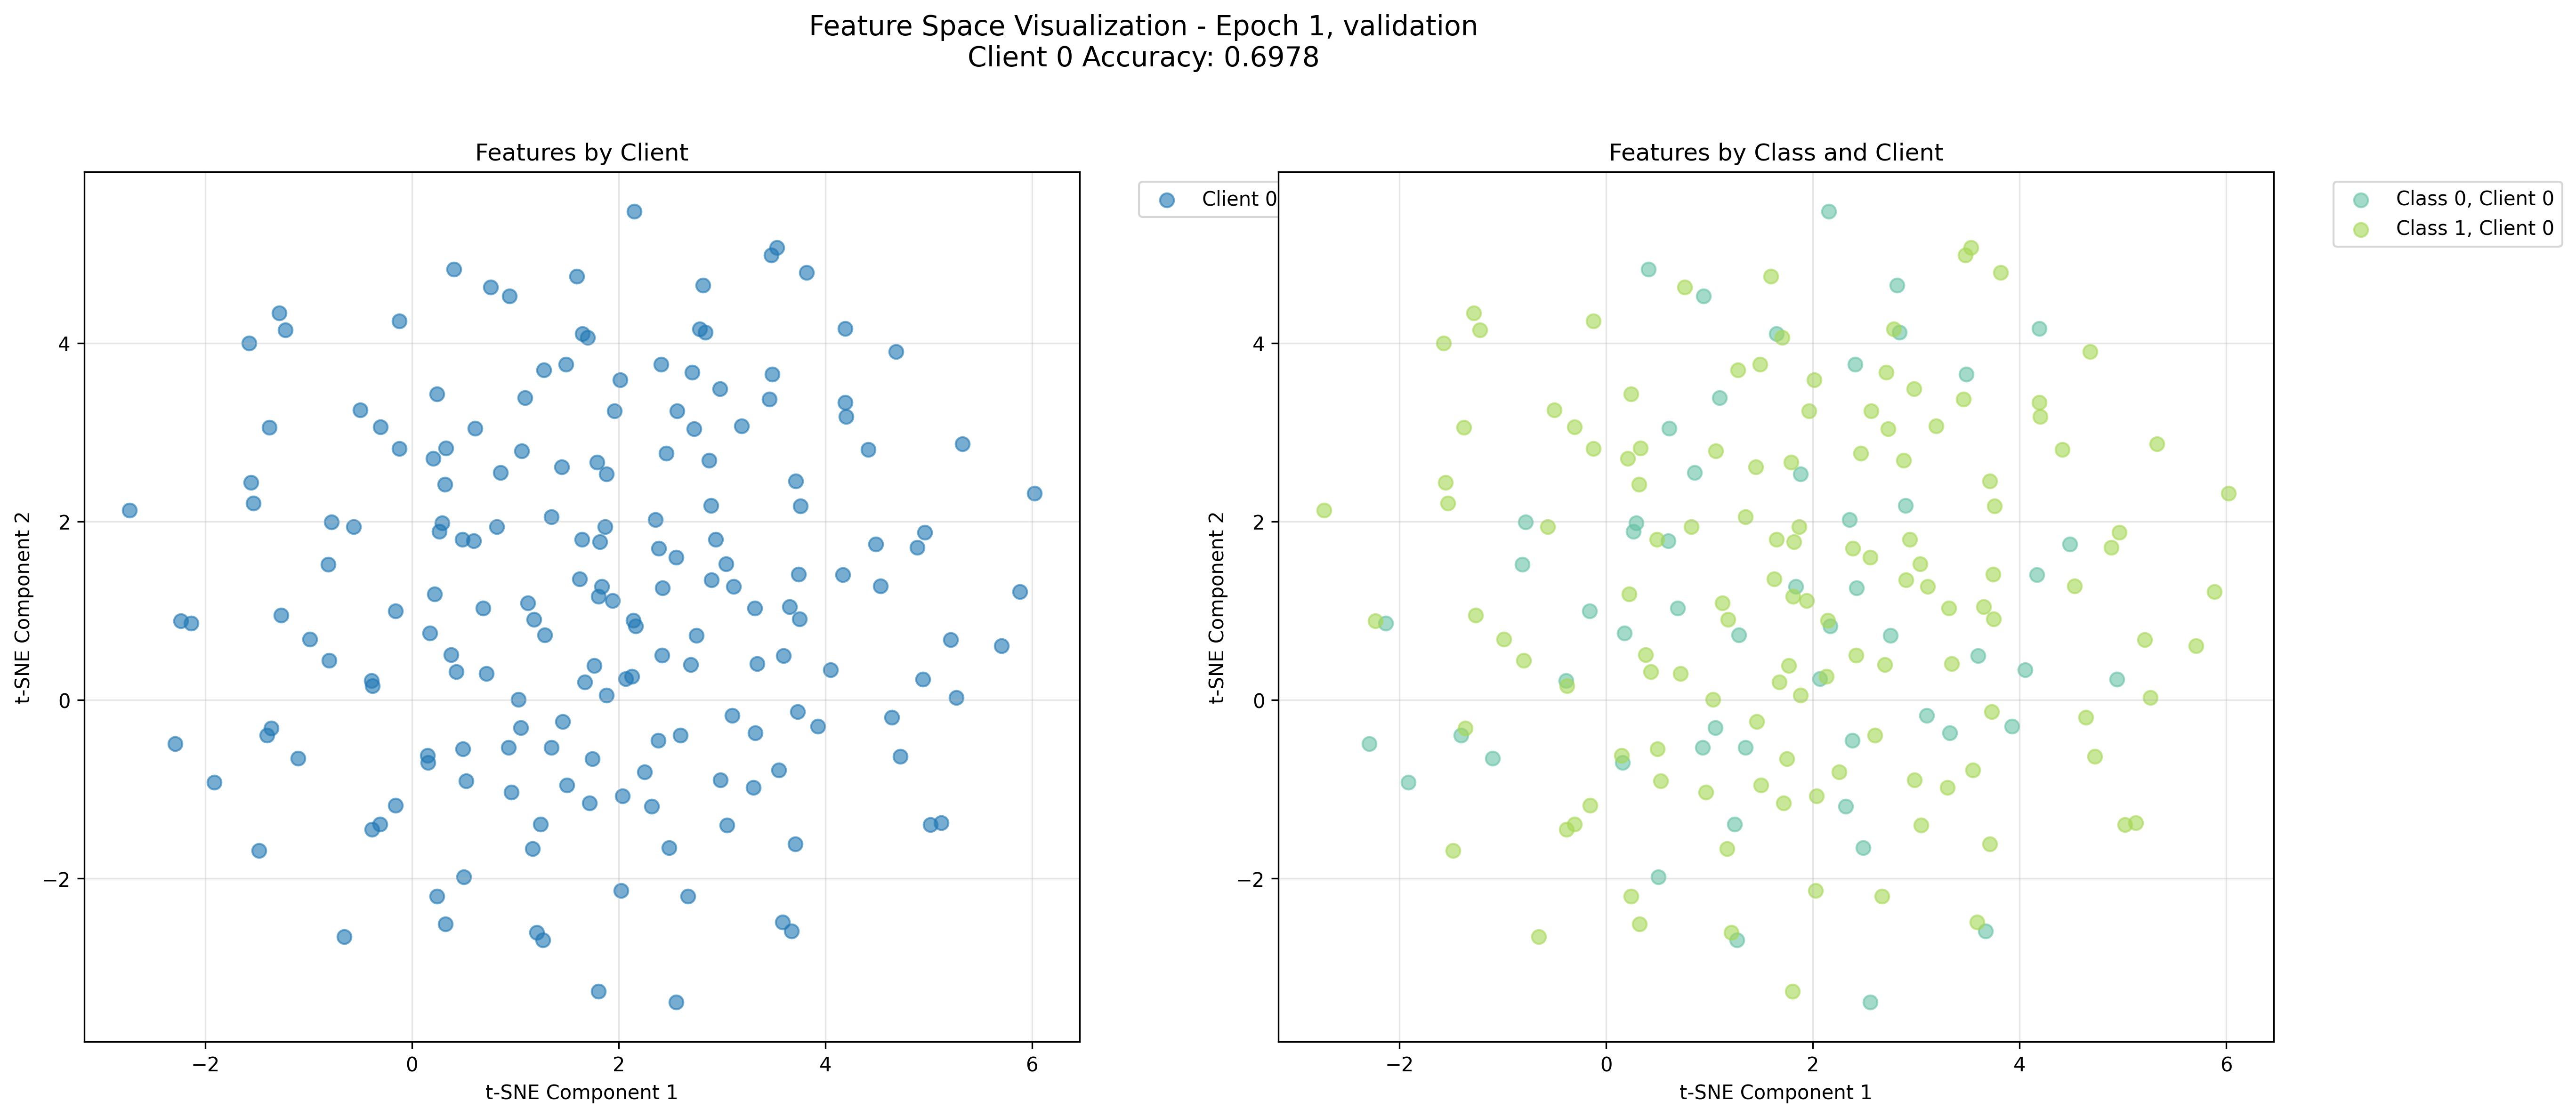 Feature Space Visualization - Epoch 1, validation
Client 0 Accuracy: 0.6978
Features by Client
Client 0
t-SNE Component 2
4
2
0
−2
−2
0
2
4
6
t-SNE Component 1
Features by Class and Client
Class 0, Client 0
Class 1, Client 0
t-SNE Component 2
4
2
0
−2
−2
0
2
4
6
t-SNE Component 1